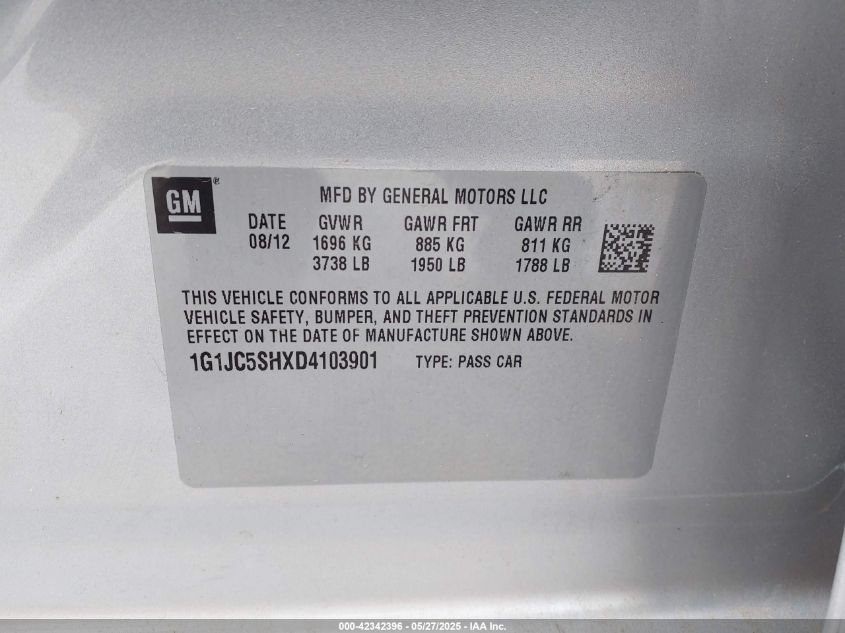 GM®
MFD BY GENERAL MOTORS LLC
DATE GVWR GAWR FRT GAWR RR
08/12 1696 KG 885 KG 811 KG
3738 LB 1950 LB 1788 LB
THIS VEHICLE CONFORMS TO ALL APPLICABLE U.S. FEDERAL MOTOR
VEHICLE SAFETY, BUMPER, AND THEFT PREVENTION STANDARDS IN
EFFECT ON THE DATE OF MANUFACTURE SHOWN ABOVE.
1G1JC5SHXD4103901 TYPE: PASS CAR
000-42342396 - 05/27/2025 - IAA Inc.